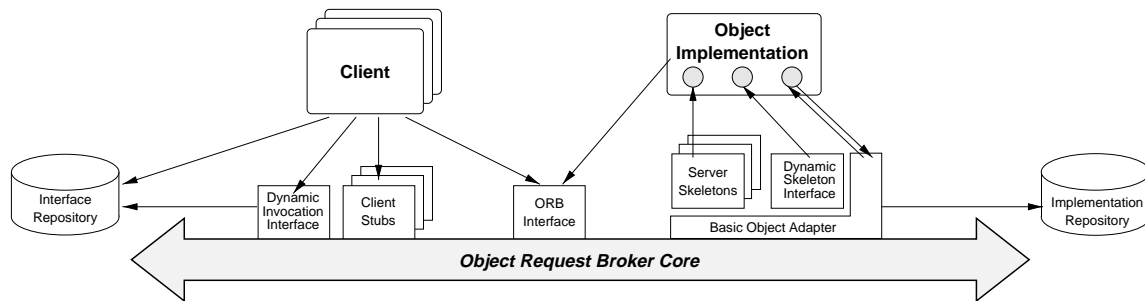 Object
Implementation
Client
Interface
Repository
Dynamic
Invocation
Interface
Client
Stubs
ORB
Interface
Server
Skeletons
Dynamic
Skeleton
Interface
Basic Object Adapter
Implementation
Repository
Object Request Broker Core